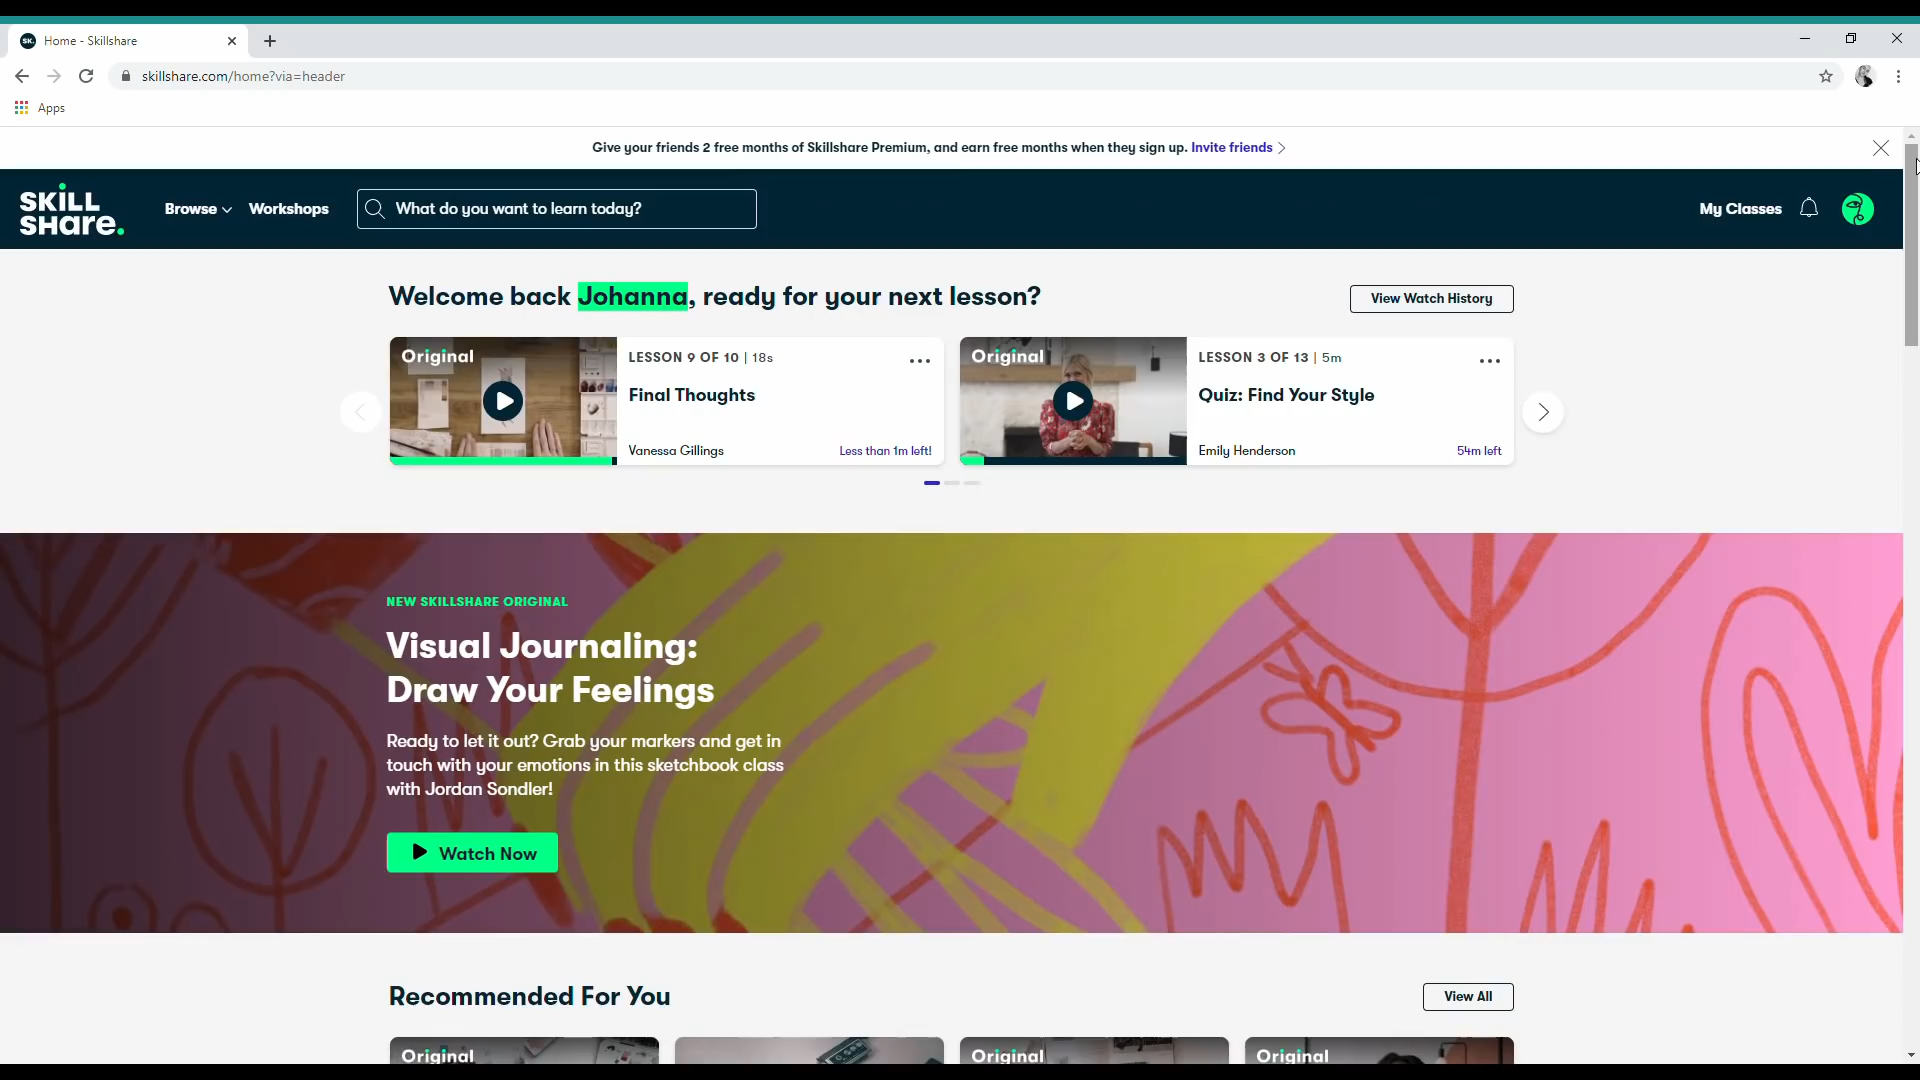 SK.
Home - Skillshare
skillshare.com/home?via=header
Apps
Give your friends 2 free months of Skillshare Premium, and earn free months when they sign up. Invite friends
SKILL
SHARE.
Browse
Workshops
What do you want to learn today?
My Classes
Welcome back Johanna, ready for your next lesson?
View Watch History
Original
LESSON 9 OF 10 | 18s
Final Thoughts
Vanessa Gillings
Less than 1m left!
Original
LESSON 3 OF 13 | 5m
Quiz: Find Your Style
Emily Henderson
54m left
NEW SKILLSHARE ORIGINAL
Visual Journaling:
Draw Your Feelings
Ready to let it out? Grab your markers and get in
touch with your emotions in this sketchbook class
with Jordan Sondler!
Watch Now
Recommended For You
View All
Original
Original
Original